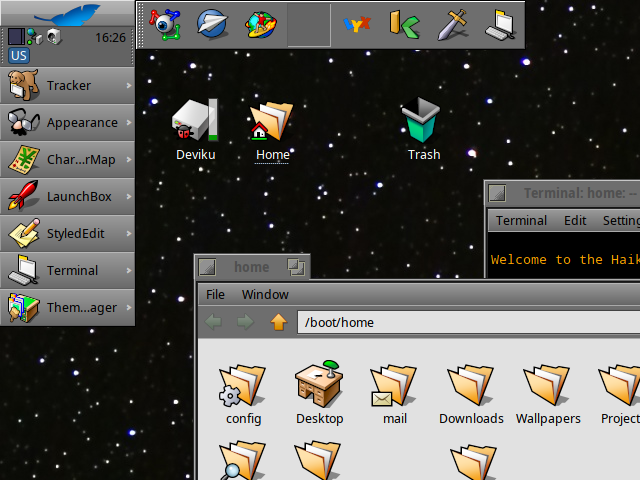 16:26
US
Tracker
Appearance
Char...rMap
LaunchBox
StyledEdit
Terminal
Them...ager
VYX
Deviku
Home
Trash
Terminal: home: --
Terminal Edit Setting
Welcome to the Haik
home
File Window
/boot/home
config
Desktop
mail
Downloads
Wallpapers
Project